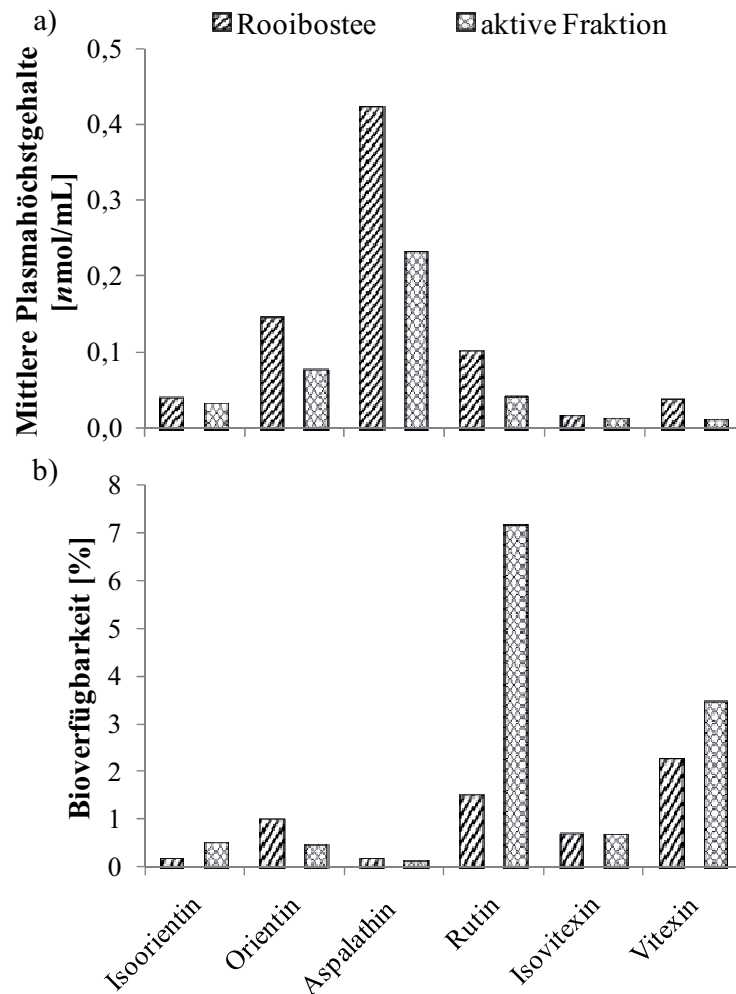 a)
Rooibostee aktive Fraktion
Mittlere Plasmahöchstgehalte
[nmol/mL]
0,5
0,4
0,3
0,2
0,1
0,0
b)
Bioverfügbarkeit [%]
8
7
6
5
4
3
2
1
0
Isoorientin
Orientin
Aspalathin
Rutin
Isovitexin
Vitexin